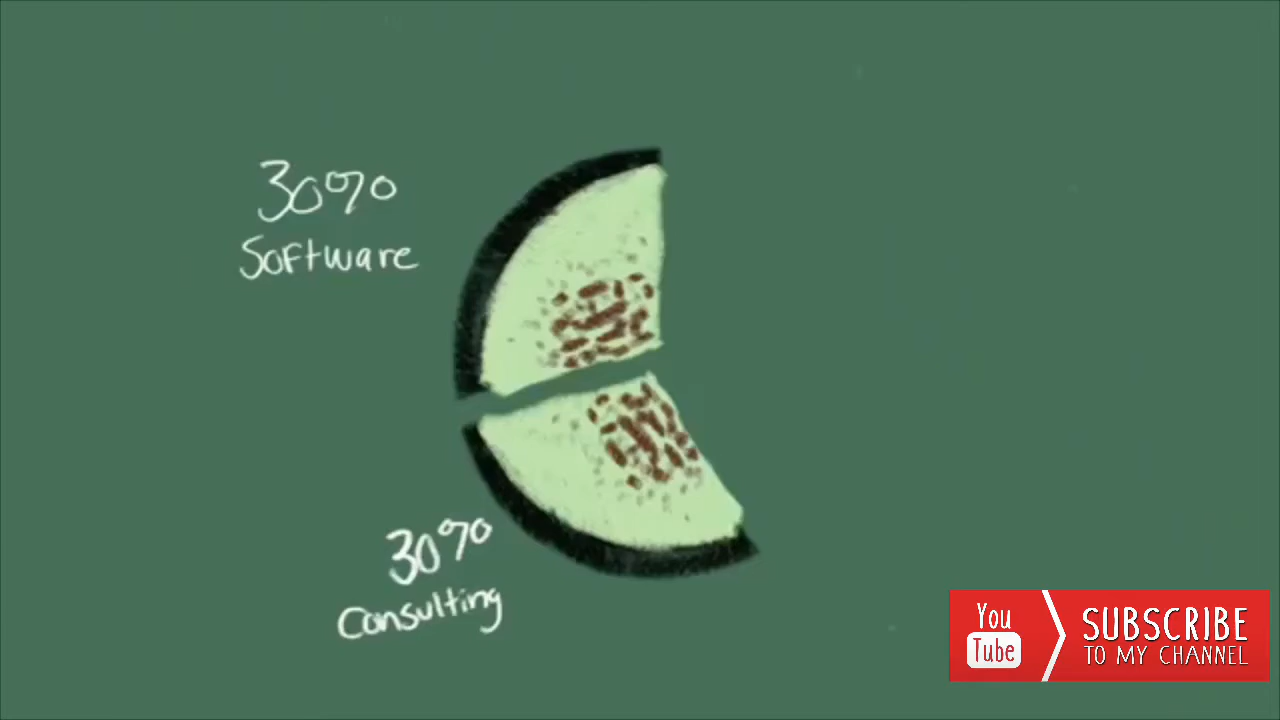 30%
Software
30%
Consulting
You
Tube
SUBSCRIBE
TO MY CHANNEL